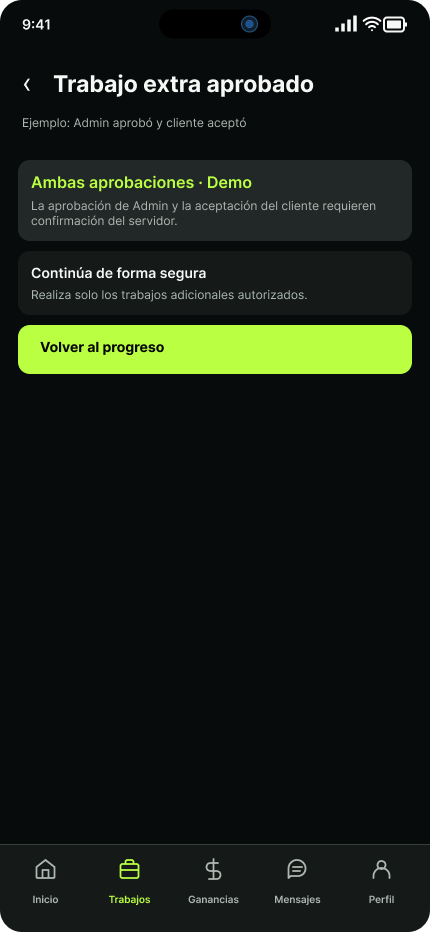 9:41
‹ Trabajo extra aprobado
Ejemplo: Admin aprobó y cliente aceptó
Ambas aprobaciones · Demo
La aprobación de Admin y la aceptación del cliente requieren
confirmación del servidor.
Continúa de forma segura
Realiza solo los trabajos adicionales autorizados.
Volver al progreso
Inicio Trabajos Ganancias Mensajes Perfil